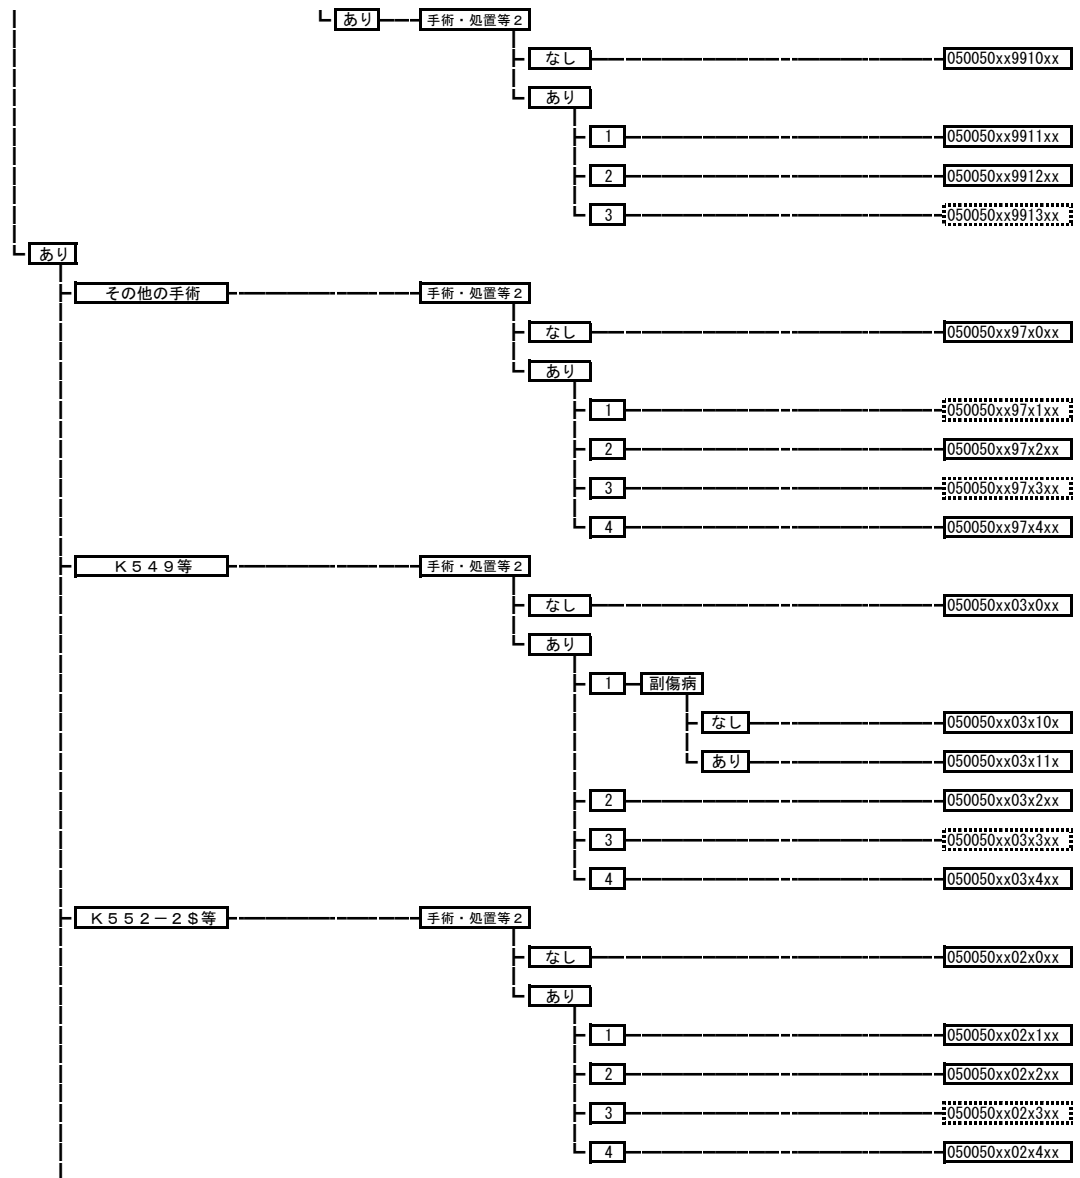 あり 手術・処置等２
なし 050050xx9910xx
あり
1 050050xx9911xx
2 050050xx9912xx
3 050050xx9913xx
あり
その他の手術 手術・処置等２
なし 050050xx97x0xx
あり
1 050050xx97x1xx
2 050050xx97x2xx
3 050050xx97x3xx
4 050050xx97x4xx
Ｋ５４９等 手術・処置等２
なし 050050xx03x0xx
あり
1 副傷病
なし 050050xx03x10x
あり 050050xx03x11x
2 050050xx03x2xx
3 050050xx03x3xx
4 050050xx03x4xx
Ｋ５５２－２＄等 手術・処置等２
なし 050050xx02x0xx
あり
1 050050xx02x1xx
2 050050xx02x2xx
3 050050xx02x3xx
4 050050xx02x4xx